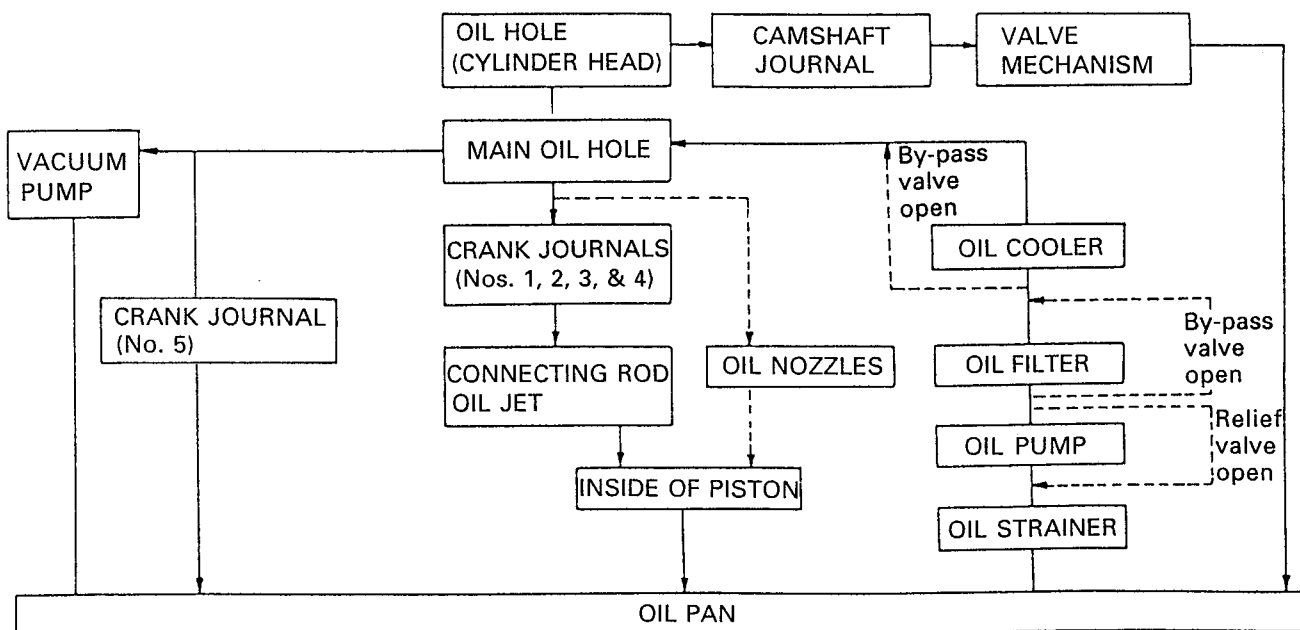 OIL HOLE
(CYLINDER HEAD)
CAMSHAFT
JOURNAL
VALVE
MECHANISM
VACUUM
PUMP
MAIN OIL HOLE
By-pass
valve
open
CRANK JOURNALS
(Nos. 1, 2, 3, & 4)
OIL COOLER
CRANK JOURNAL
(No. 5)
CONNECTING ROD
OIL JET
OIL NOZZLES
OIL FILTER
By-pass
valve
open
OIL PUMP
Relief
valve
open
INSIDE OF PISTON
OIL STRAINER
OIL PAN